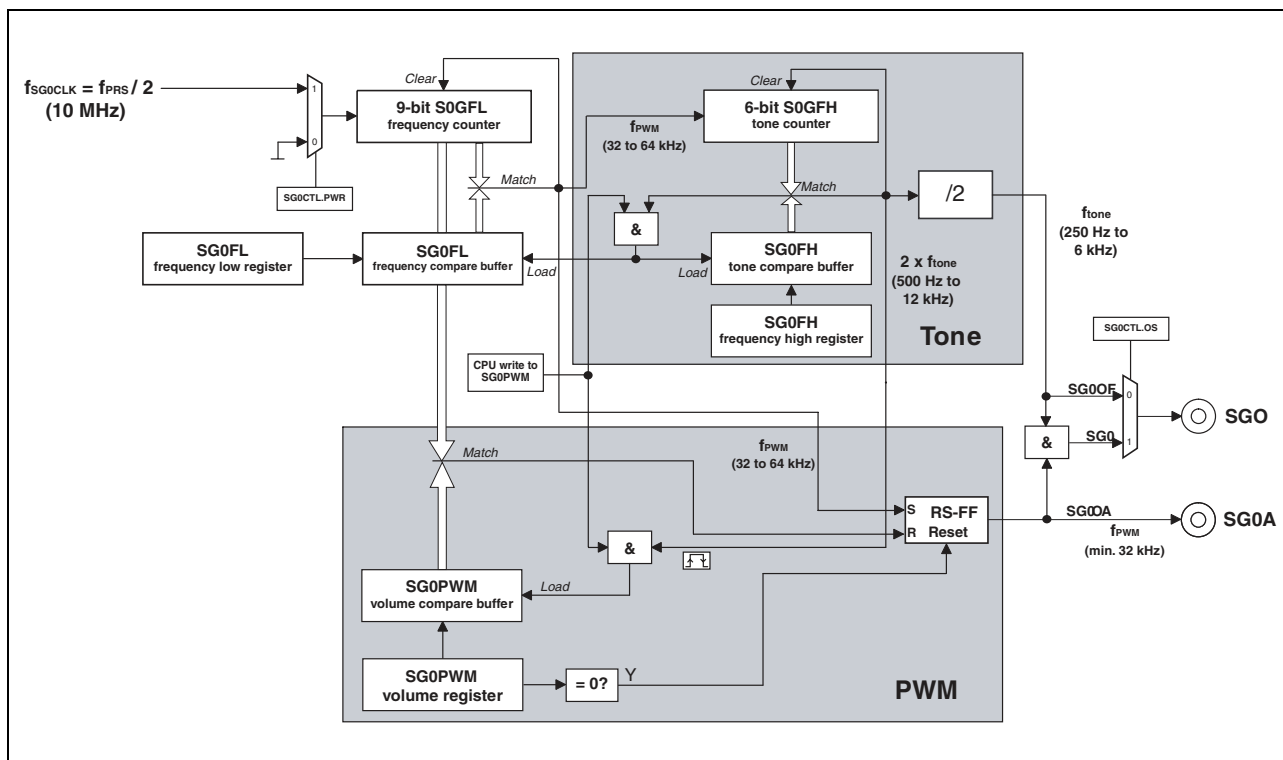 fSG0CLK = fPRS / 2
(10 MHz)
1
0
SG0CTL.PWR
Clear
9-bit S0GFL
frequency counter
Match
SG0FL
frequency low register
SG0FL
frequency compare buffer
Load
fPWM
(32 to 64 kHz)
Clear
6-bit S0GFH
tone counter
Match
&
Load
SG0FH
tone compare buffer
SG0FH
frequency high register
/2
2 x ftone
(500 Hz to
12 kHz)
Tone
ftone
(250 Hz to
6 kHz)
SG0CTL.OS
CPU write to
SG0PWM
SG0OF
0
SG0
1
&
SGO
Match
fPWM
(32 to 64 kHz)
S
R
RS-FF
Reset
SG0OA
fPWM
(min. 32 kHz)
SG0A
&
Load
SG0PWM
volume compare buffer
SG0PWM
volume register
= 0?
Y
PWM